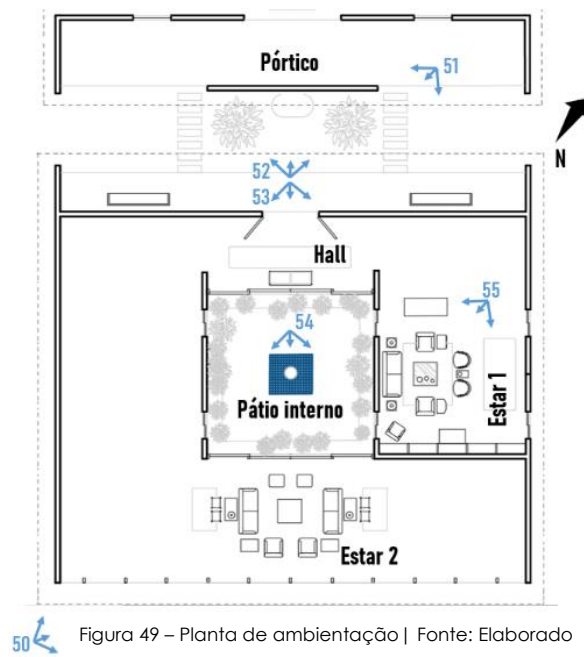 Pórtico
51
N
52
53
Hall
55
54
Pátio interno
Estar 1
Estar 2
50
Figura 49 – Planta de ambientação| Fonte: Elaborado